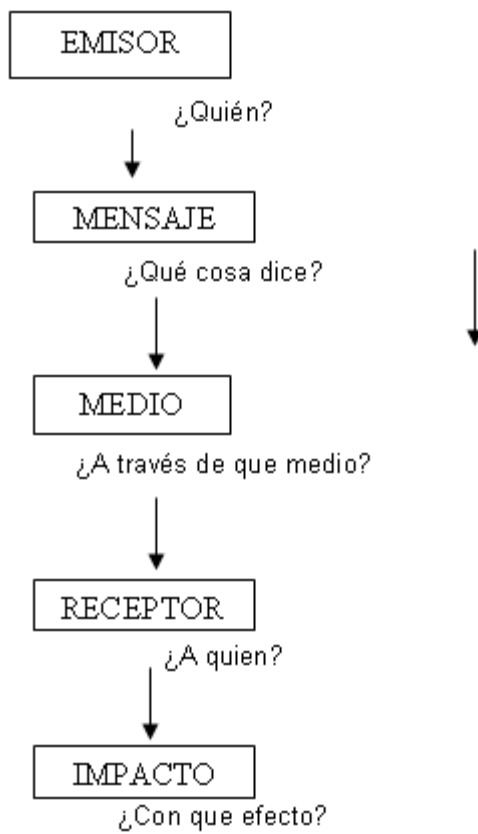 EMISOR
¿Quién?
MENSAJE
¿Qué cosa dice?
MEDIO
¿A través de que medio?
RECEPTOR
¿A quien?
IMPACTO
¿Con que efecto?